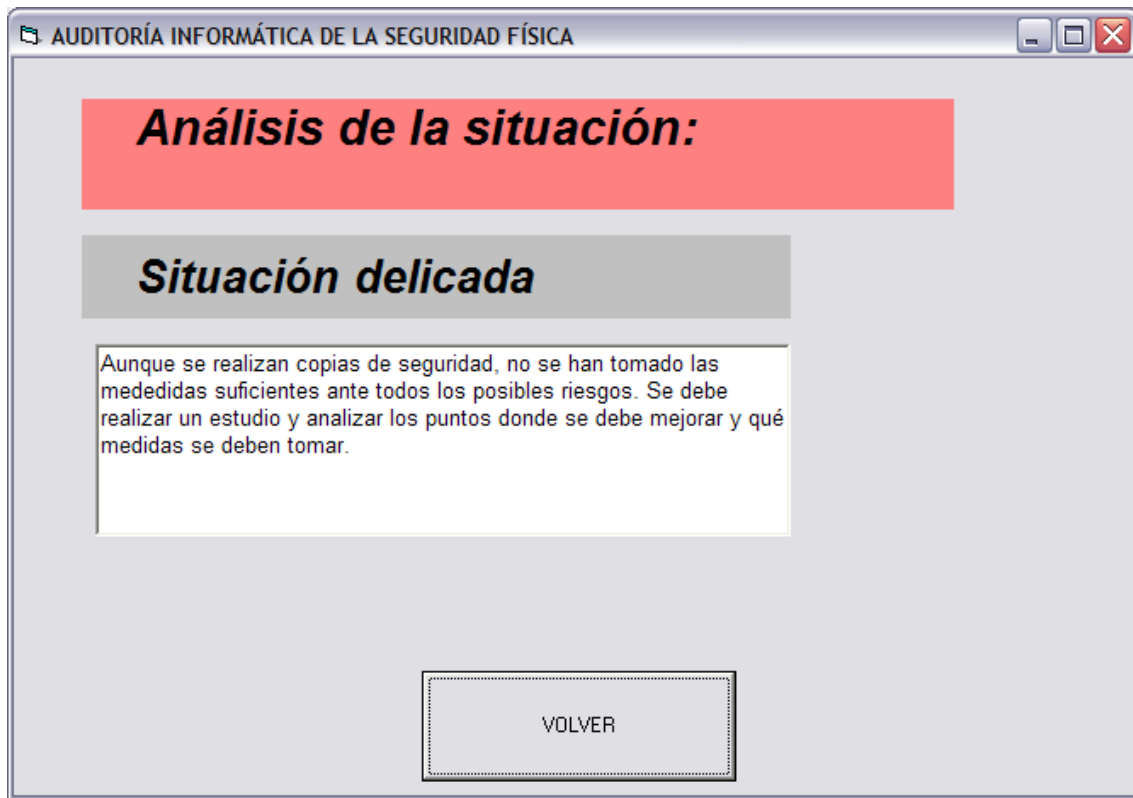 AUDITORÍA INFORMÁTICA DE LA SEGURIDAD FÍSICA
Análisis de la situación:
Situación delicada
Aunque se realizan copias de seguridad, no se han tomado las
mededidas suficientes ante todos los posibles riesgos. Se debe
realizar un estudio y analizar los puntos donde se debe mejorar y qué
medidas se deben tomar.
VOLVER